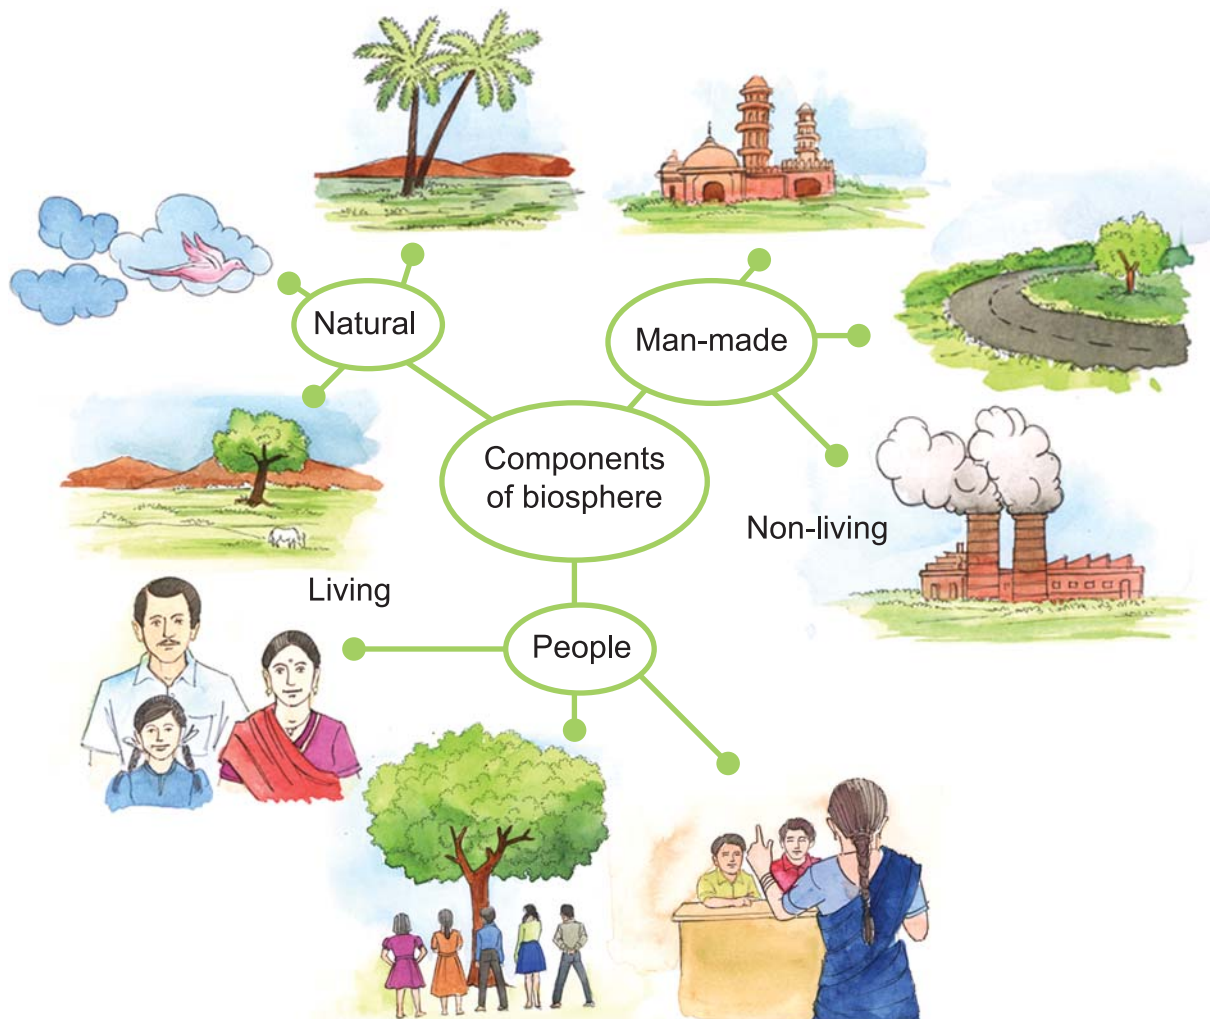 Natural
Man-made
Components
of biosphere
Non-living
Living
People